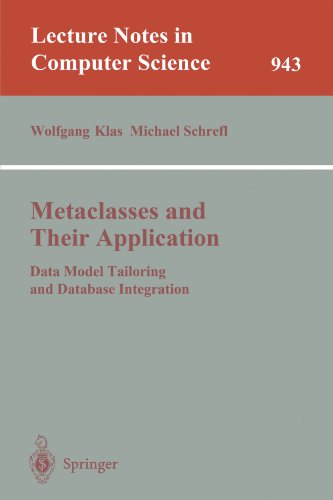 Lecture Notes in
Computer Science 943
Wolfgang Klas Michael Schrefl
Metaclasses and
Their Application
Data Model Tailoring
and Database Integration
Springer